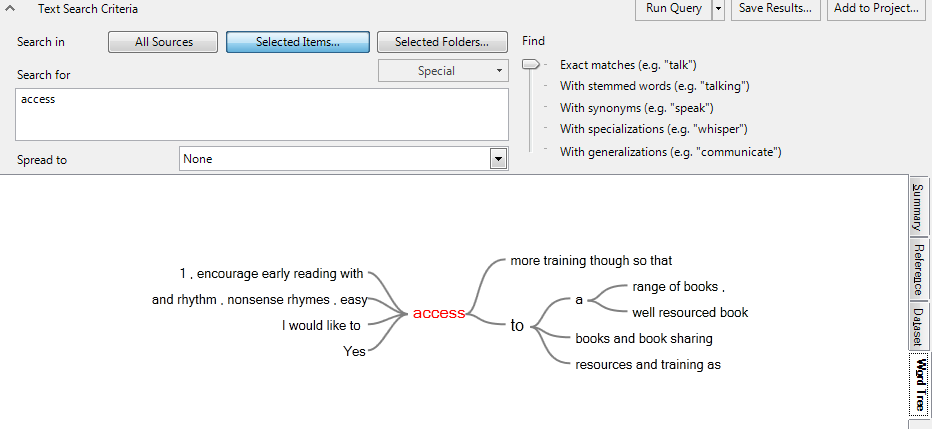 Text Search Criteria
Run Query
Save Results...
Add to Project...
Search in
All Sources
Selected Items...
Selected Folders...
Find
Search for
Special
Exact matches (e.g. "talk")
access
With stemmed words (e.g. "talking")
With synonyms (e.g. "speak")
With specializations (e.g. "whisper")
Spread to
None
With generalizations (e.g. "communicate")
Summary
Reference
Dataset
Word Tree
1 , encourage early reading with
and rhythm , nonsense rhymes , easy
I would like to
Yes
access
more training though so that
to
a
range of books ,
well resourced book
books and book sharing
resources and training as